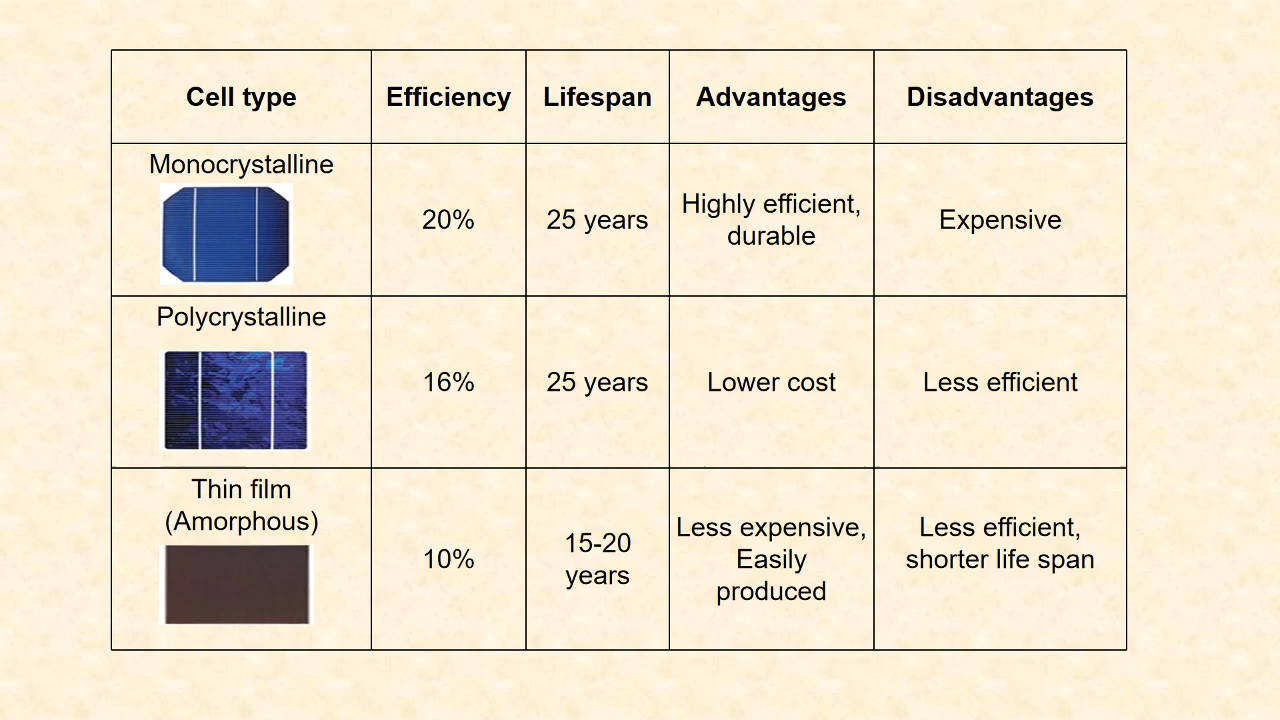 Cell type
Efficiency
Lifespan
Advantages
Disadvantages
Monocrystalline
20%
25 years
Highly efficient,
durable
Expensive
Polycrystalline
16%
25 years
Lower cost
Less efficient
Thin film
(Amorphous)
10%
15-20
years
Less expensive,
Easily
produced
Less efficient,
shorter life span